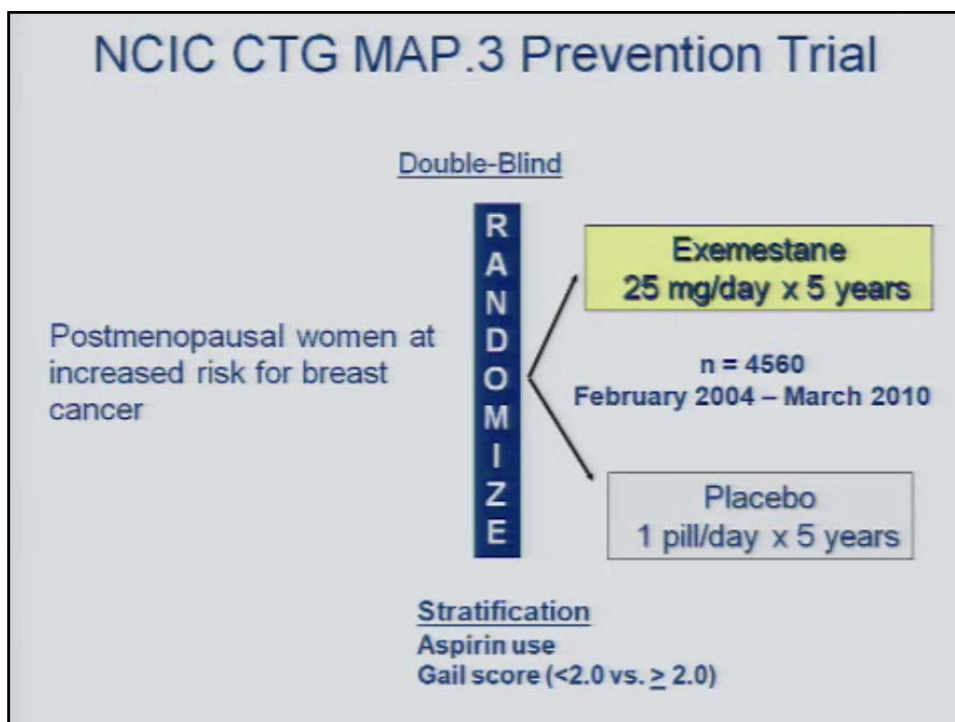 NCIC CTG MAP.3 Prevention Trial
Double-Blind
RANDOMIZE
Postmenopausal women at
increased risk for breast
cancer
Exemestane
25 mg/day x 5 years
n = 4560
February 2004 – March 2010
Placebo
1 pill/day x 5 years
Stratification
Aspirin use
Gail score (<2.0 vs. ≥ 2.0)